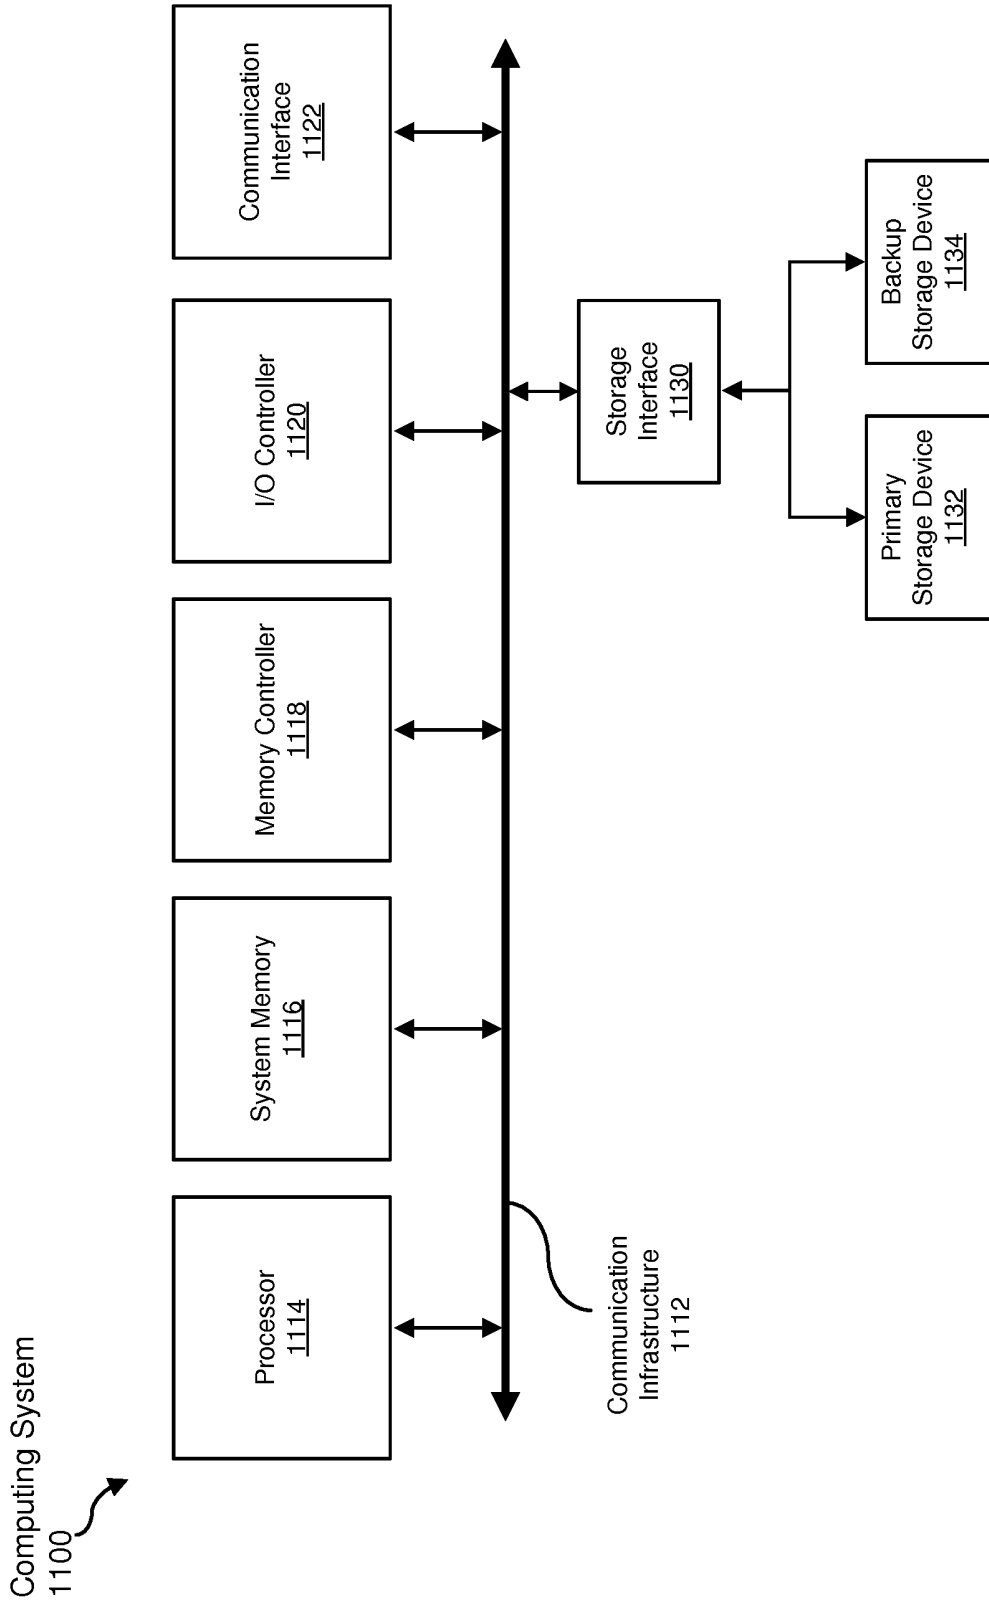 Computing System
1100
Processor
1114
System Memory
1116
Memory Controller
1118
I/O Controller
1120
Communication
Interface
1122
Communication
Infrastructure
1112
Storage
Interface
1130
Primary
Storage Device
1132
Backup
Storage Device
1134